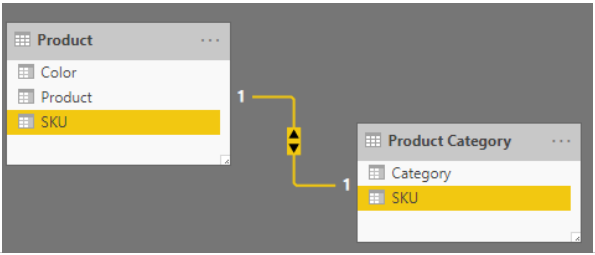 Product ...
Color
Product
SKU
1
1
Product Category ...
Category
SKU